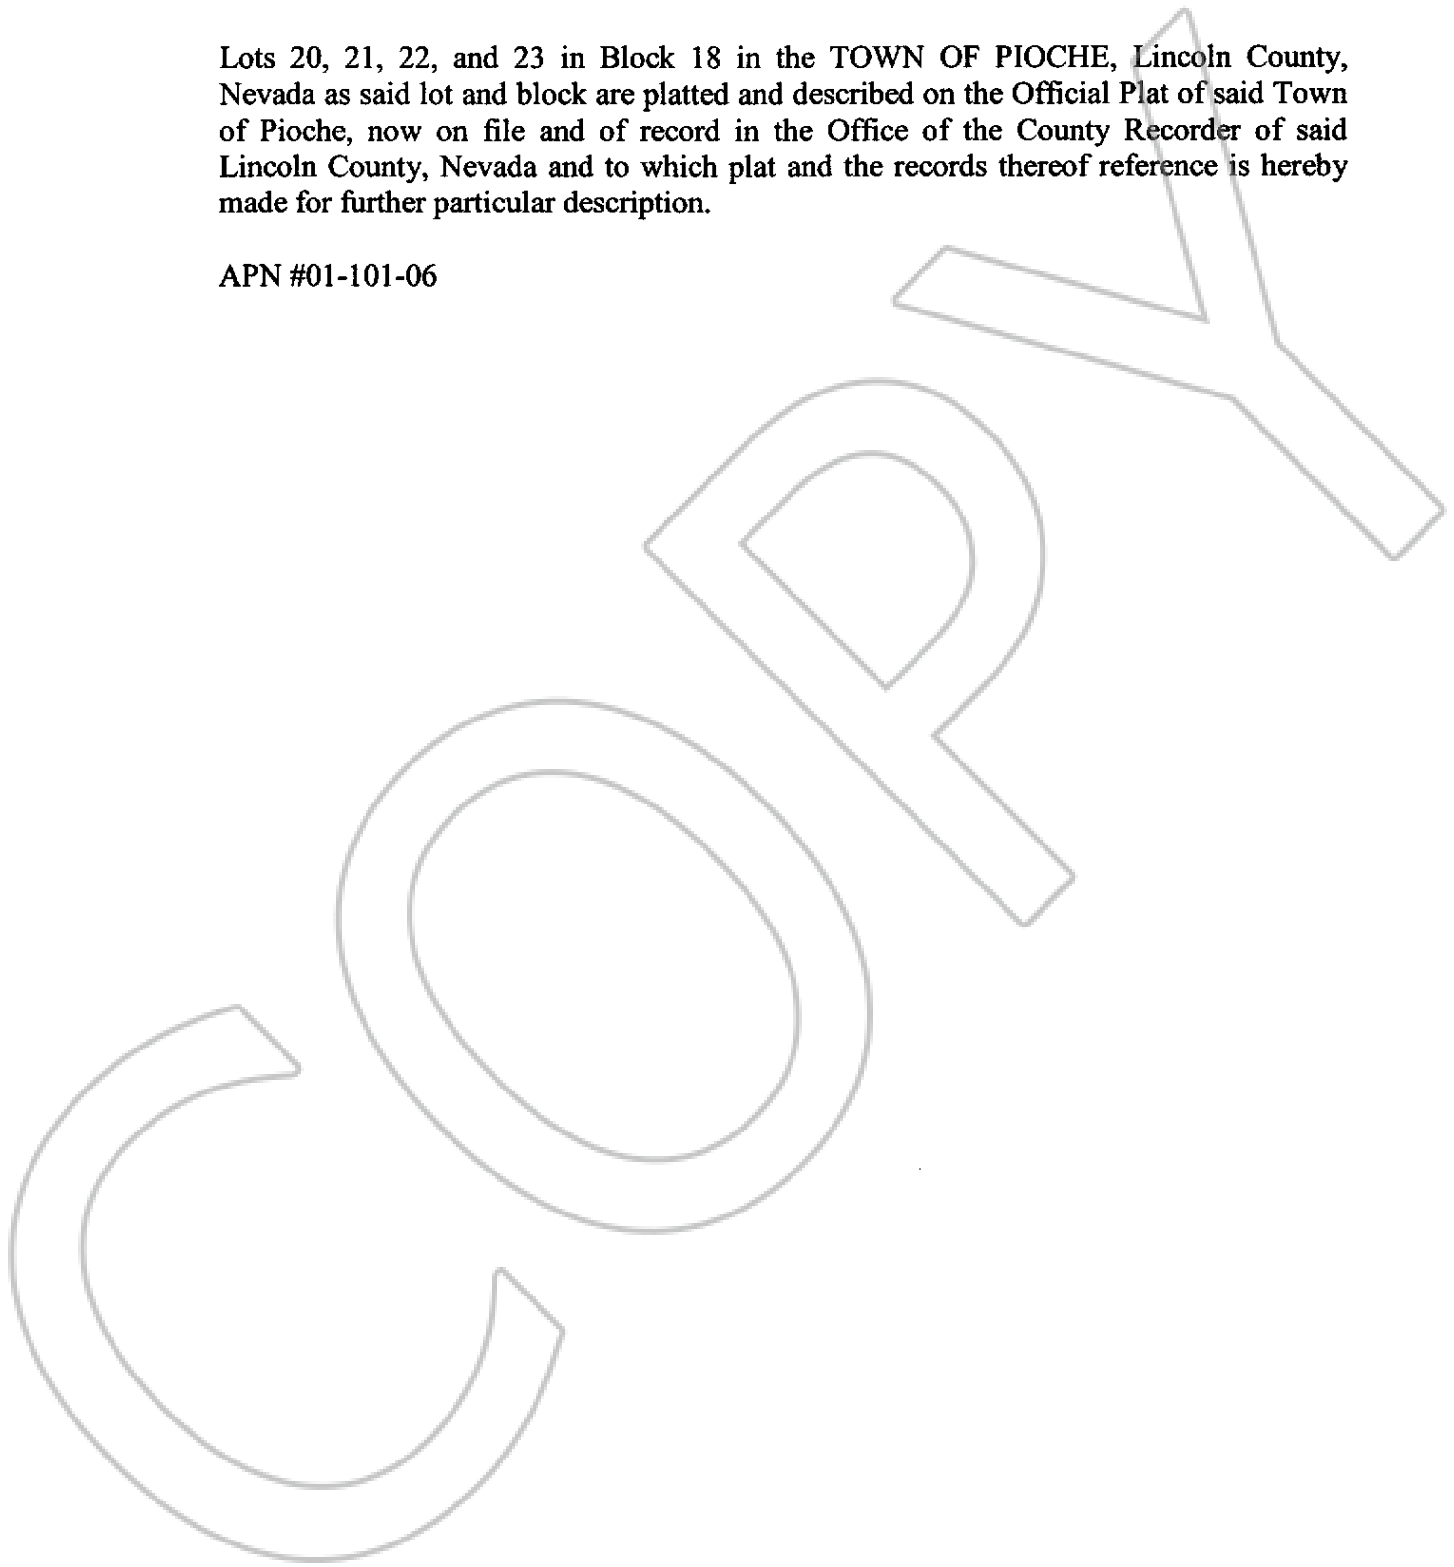 Lots 20, 21, 22, and 23 in Block 18 in the TOWN OF PIOCHE, Lincoln County,
Nevada as said lot and block are platted and described on the Official Plat of said Town
of Pioche, now on file and of record in the Office of the County Recorder of said
Lincoln County, Nevada and to which plat and the records thereof reference is hereby
made for further particular description.
APN #01-101-06
COPY